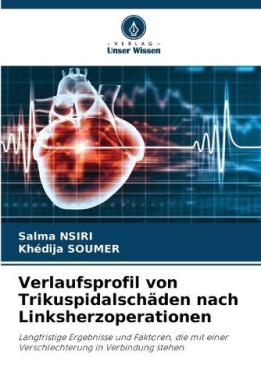 - V E R L A G -
Unser Wissen
Salma NSIRI
Khédija SOUMER
Verlaufsprofil von
Trikuspidalschäden nach
Linksherzoperationen
Langfristige Ergebnisse und Faktoren, die mit einer
Verschlechterung in Verbindung stehen